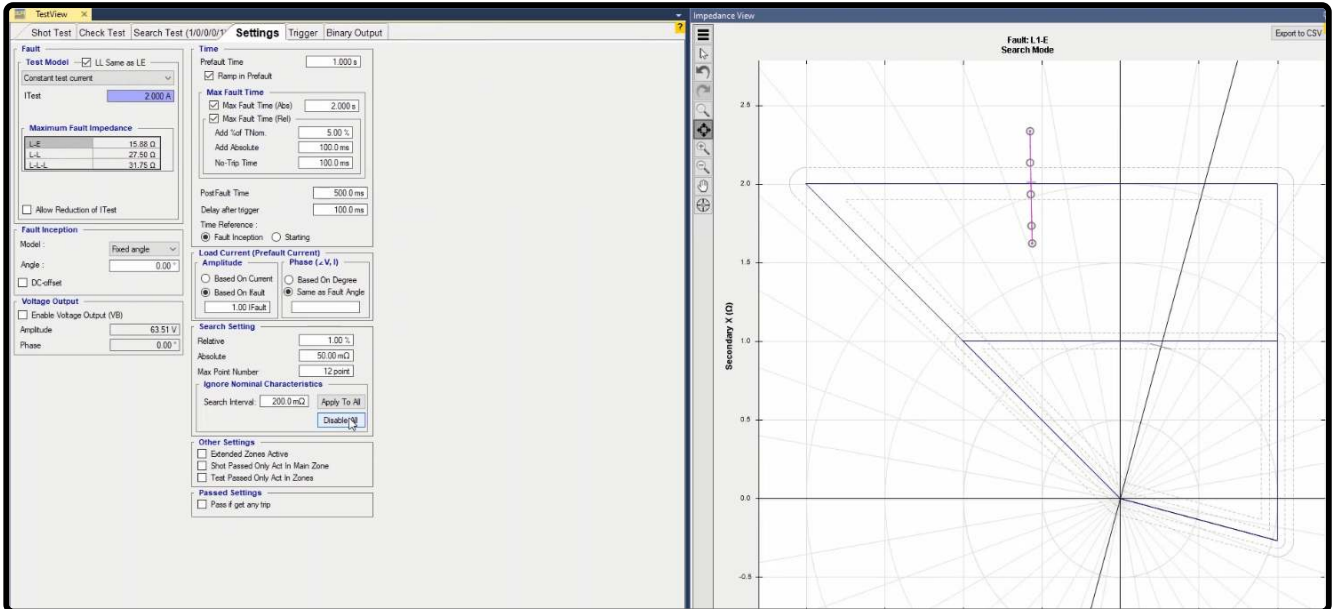 TestView ×
Shot Test
Check Test
Search Test (1/0/0/0/1)
Settings
Trigger
Binary Output
?
Fault
Test Model
LL Same as LE
Constant test current
ITest 2.000 A
Maximum Fault Impedance
L-E 15.88 Ω
L-L 27.50 Ω
L-L-L 31.75 Ω
Allow Reduction of ITest
Fault Inception
Model : Fixed angle
Angle : 0.00 °
DC-offset
Voltage Output
Enable Voltage Output (VB)
Amplitude 63.51 V
Phase 0.00 °
Time
Prefault Time 1.000 s
Ramp in Prefault
Max Fault Time
Max Fault Time (Abs) 2.000 s
Max Fault Time (Rel)
Add %of TNom. 5.00 %
Add Absolute 100.0 ms
No-Trip Time 100.0 ms
PostFault Time 500.0 ms
Delay after trigger 100.0 ms
Time Reference :
Fault Inception
Starting
Load Current (Prefault Current)
Amplitude
Based On Current
Based On Ifault
1.00 IFault
Phase (∠V, I)
Based On Degree
Same as Fault Angle
Search Setting
Relative 1.00 %
Absolute 50.00 mΩ
Max Point Number 12 point
Ignore Nominal Characteristics
Search Interval: 200.0 mΩ Apply To All
Disable All
Other Settings
Extended Zones Active
Shot Passed Only Act In Main Zone
Test Passed Only Act In Zones
Passed Settings
Pass if get any trip
Impedance View
Fault: L1-E
Search Mode
Export to CSV
Secondary X (Ω)
2.5
2.0
1.5
1.0
0.5
0.0
-0.5